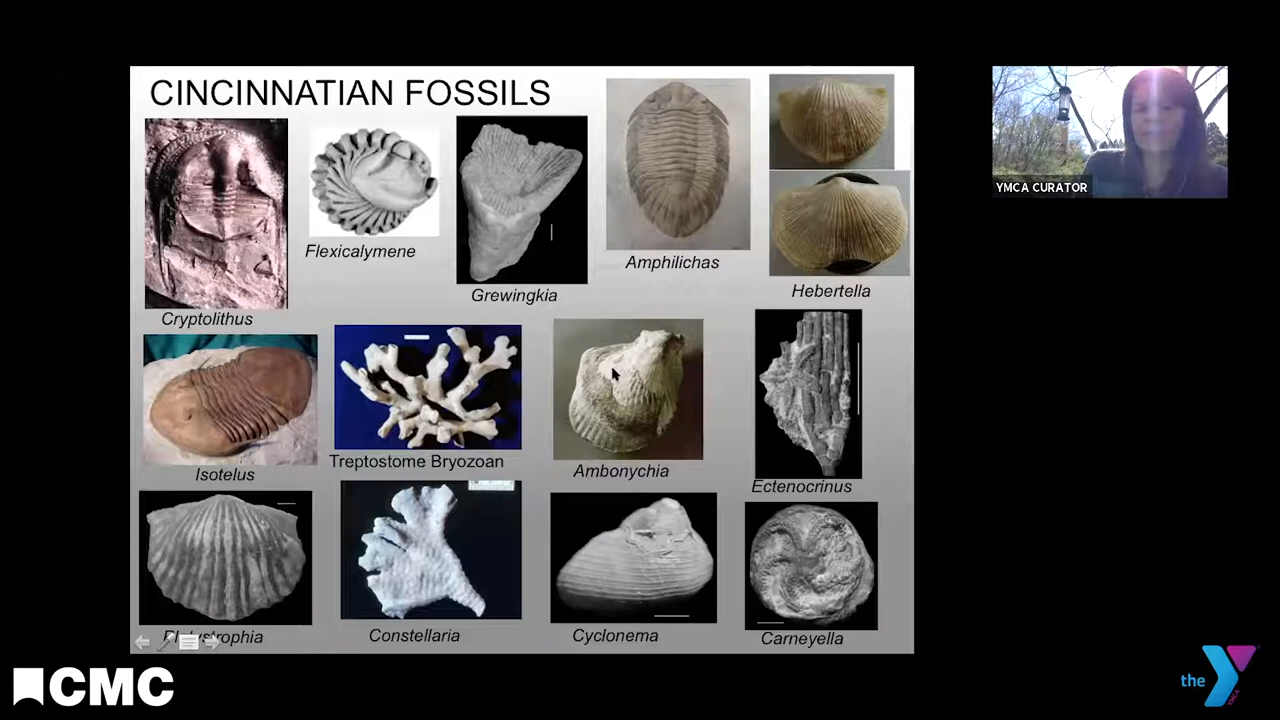 CINCINNATIAN FOSSILS
YMCA CURATOR
Flexicalymene
Amphilichas
Grewingkia
Hebertella
Cryptolithus
Treptostome Bryozoan
Ambonychia
Isotelus
Ectenocrinus
Constellaria
Cyclonema
Carneyella
CMC
the
YMCA